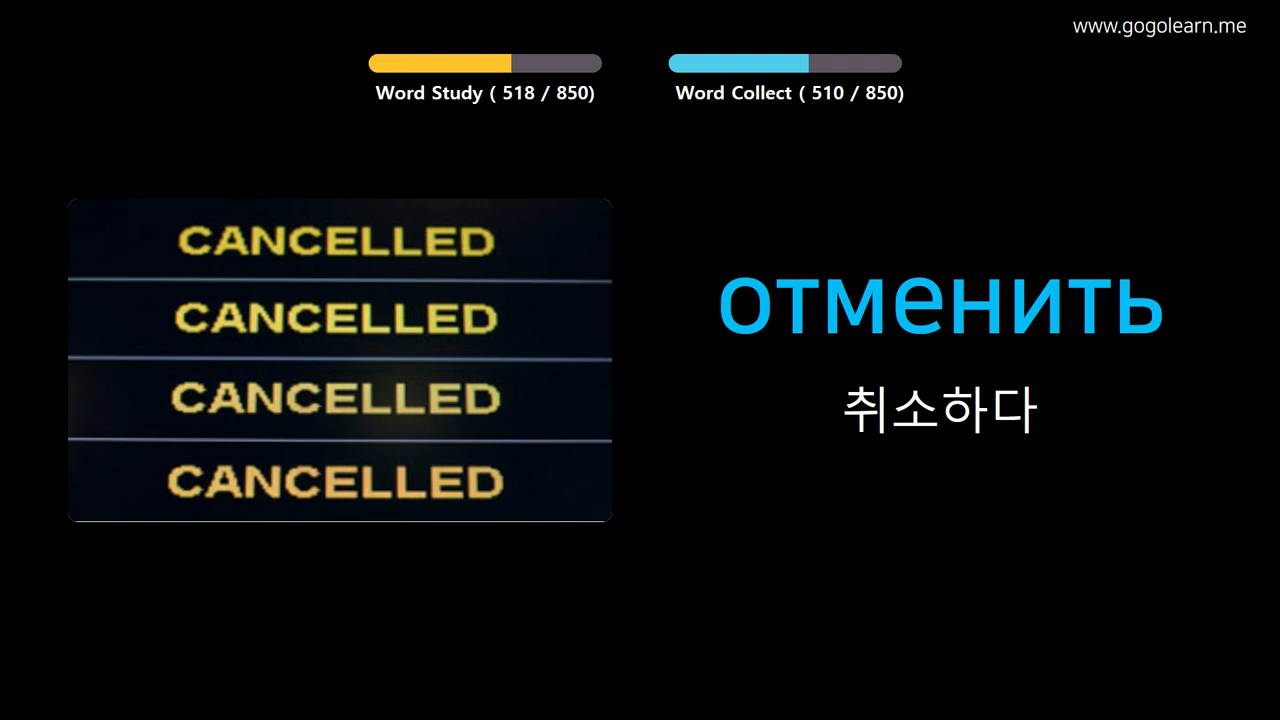 www.gogolearn.me
Word Study ( 518 / 850)
Word Collect ( 510 / 850)
CANCELLED
CANCELLED
CANCELLED
CANCELLED
отменить
취소하다